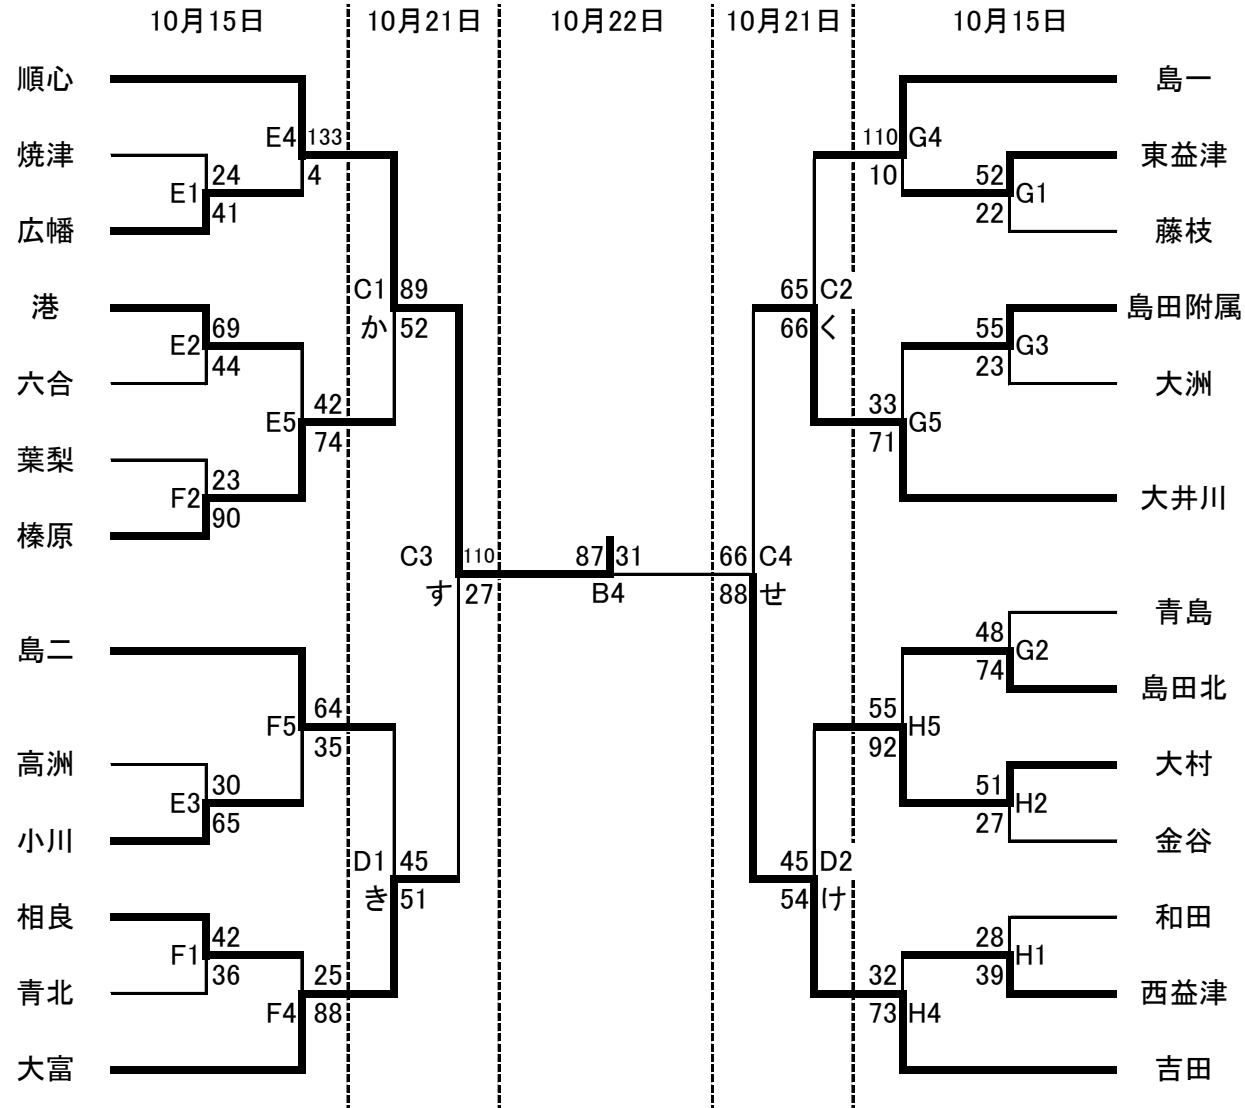 10月15日 10月21日 10月22日 10月21日 10月15日
順心 島一
E4 133 110 G4
焼津 東益津
24 4 10 52
E1 G1
41 22
広幡 藤枝
C1 89 65 C2
港 島田附属
か 52 66 く
69 55
E2 G3
44 23
六合 大洲
42 33
E5 G5
74 71
葉梨
23
F2 大井川
90
榛原
C3 110 87 31 66 C4
す 27 B4 88 せ
青島
48
島二 G2
74
島田北
64 55
F5 H5
35 92
高洲 大村
30 51
E3 H2
65 27
小川 金谷
D1 45 45 D2
き 51 54 け
相良 和田
42 28
F1 H1
36 25 32 39
青北 西益津
F4 88 73 H4
大富 吉田